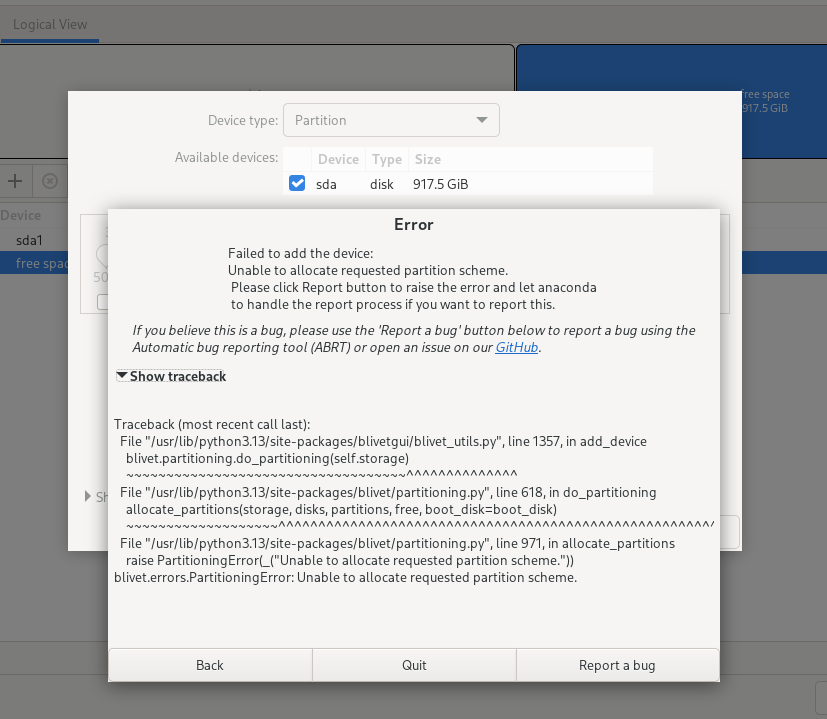 Logical View
free space
917.5 GiB
Device type:
Partition
Available devices:
Device Type Size
sda disk 917.5 GiB
Device
sda1
free spac
50
Error
Failed to add the device:
Unable to allocate requested partition scheme.
Please click Report button to raise the error and let anaconda
to handle the report process if you want to report this.
If you believe this is a bug, please use the 'Report a bug' button below to report a bug using the
Automatic bug reporting tool (ABRT) or open an issue on our GitHub.
Show traceback
Traceback (most recent call last):
File "/usr/lib/python3.13/site-packages/blivetgui/blivet_utils.py", line 1357, in add_device
blivet.partitioning.do_partitioning(self.storage)
~~~~~~~~~~~~~~~~~~~~~~~~~~~~~~~~~~~^^^^^^^^^^^^^^
File "/usr/lib/python3.13/site-packages/blivet/partitioning.py", line 618, in do_partitioning
allocate_partitions(storage, disks, partitions, free, boot_disk=boot_disk)
~~~~~~~~~~~~~~~~~~~^^^^^^^^^^^^^^^^^^^^^^^^^^^^^^^^^^^^^^^^^^^^^^^^^^^^
File "/usr/lib/python3.13/site-packages/blivet/partitioning.py", line 971, in allocate_partitions
raise PartitioningError(_("Unable to allocate requested partition scheme."))
blivet.errors.PartitioningError: Unable to allocate requested partition scheme.
Sh
Back
Quit
Report a bug